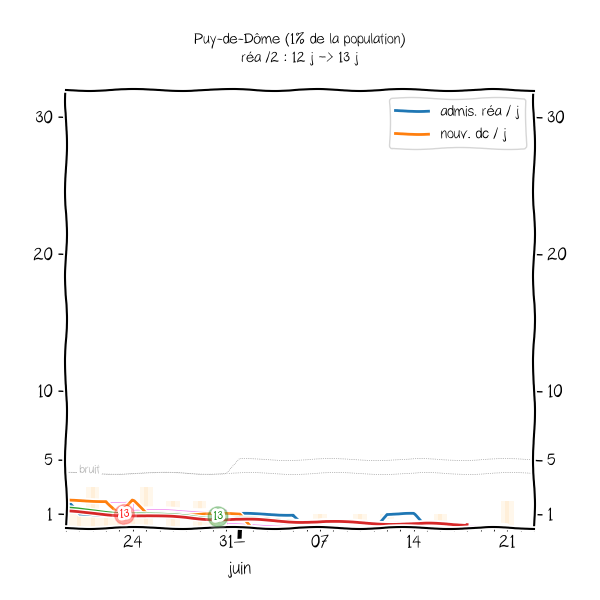 Puy-de-Dôme (1% de la population)
réa /2 : 12 j -> 13 j
admis. réa / j
nouv. dc / j
30
30
20
20
10
10
5
5
bruit
1
1
13
13
24
31
07
14
21
juin